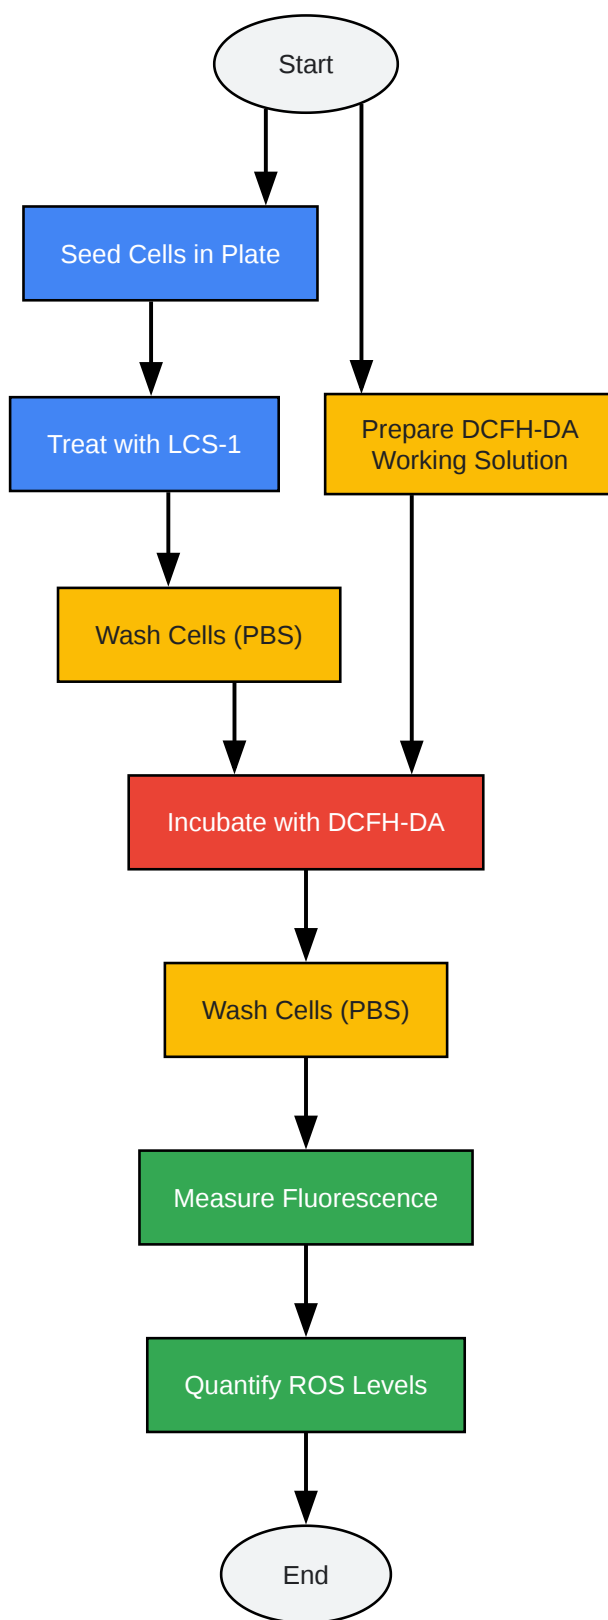 Start
Seed Cells in Plate
Treat with LCS-1
Prepare DCFH-DA
Working Solution
Wash Cells (PBS)
Incubate with DCFH-DA
Wash Cells (PBS)
Measure Fluorescence
Quantify ROS Levels
End